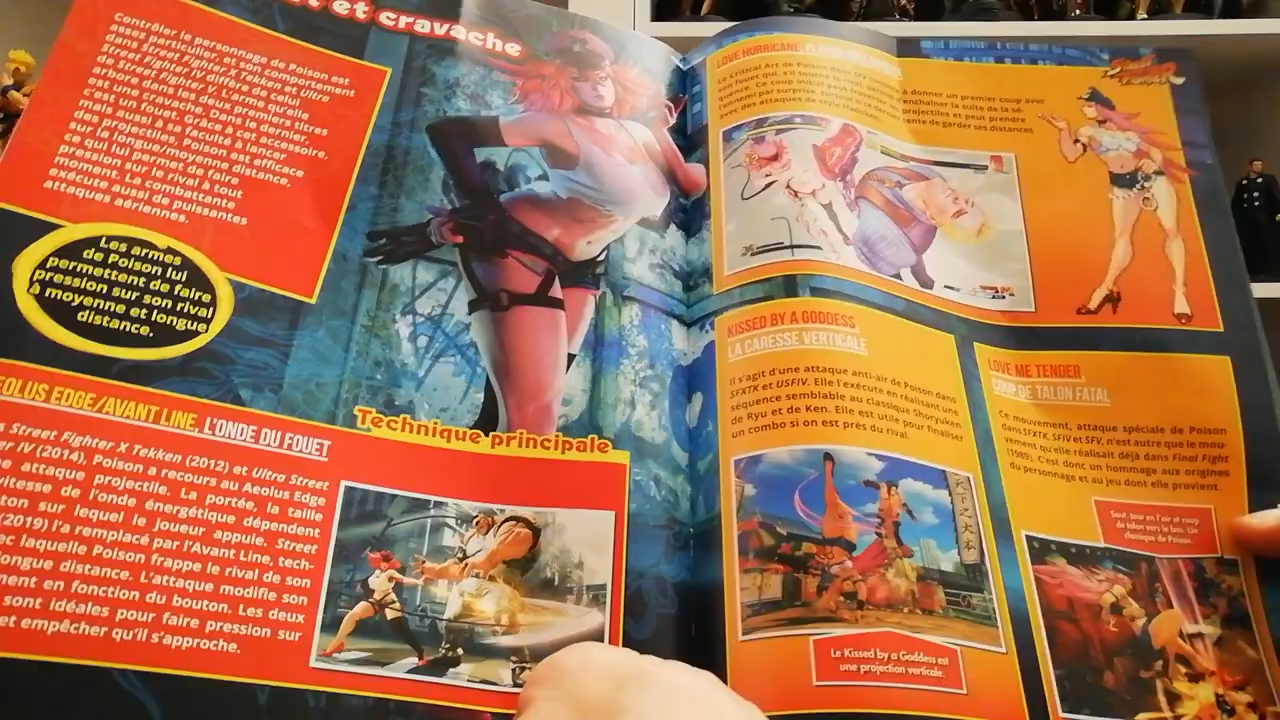 et cravache
Contrôler le personnage de Poison est
assez particulier, et son comportement
dans Street Fighter X Tekken et Ultra
Street Fighter IV diffère de celui
de Street Fighter V. L'arme qu'elle
arbore dans les deux premiers titres
est une cravache. Dans le dernier,
c'est un fouet. Grâce à cet accessoire,
mais aussi à sa faculté à lancer
des projectiles, Poison est efficace
sur la longue/moyenne distance,
ce qui lui permet de faire
pression sur le rival à tout
moment. La combattante
exécute aussi de puissantes
attaques aériennes.
Les armes
de Poison lui
permettent de faire
pression sur son rival
à moyenne et longue
distance.
Technique principale
EOLUS EDGE/AVANT LINE, L'ONDE DU FOUET
Street Fighter X Tekken (2012) et Ultra Street
IV (2014), Poison a recours au Aeolus Edge
attaque projectile. La portée, la taille
vitesse de l'onde énergétique dépendent
sur lequel le joueur appuie. Street
(2019) l'a remplacé par l'Avant Line, tech-
laquelle Poison frappe le rival de son
longue distance. L'attaque modifie son
en fonction du bouton. Les deux
sont idéales pour faire pression sur
et empêcher qu'il s'approche.
LOVE HURRICANE
Le Critical Art de Poison dans SFV
à donner un premier coup avec
son fouet qui, s'il touche le rival,
enchaîner la suite de la sé-
quence. Ce coup initial peut
projectiles et peut prendre
l'ennemi par surprise,
tente de garder ses distances
avec des attaques de style Hadoken.
Street Fighter
KISSED BY A GODDESS,
LA CARESSE VERTICALE
Il s'agit d'une attaque anti-air de Poison dans
SFXTK et USFIV. Elle l'exécute en réalisant une
séquence semblable au classique Shoryuken
de Ryu et de Ken. Elle est utile pour finaliser
un combo si on est près du rival.
天下之大本
Le Kissed by a Goddess est
une projection verticale.
LOVE ME TENDER,
COUP DE TALON FATAL
Ce mouvement, attaque spéciale de Poison
dans SFXTK, SFIV et SFV, n'est autre que le mou-
vement qu'elle réalisait déjà dans Final Fight
(1989). C'est donc un hommage aux origines
du personnage et au jeu dont elle provient.
Saut, tour en l'air et coup
de talon vers le bas. Un
classique de Poison.